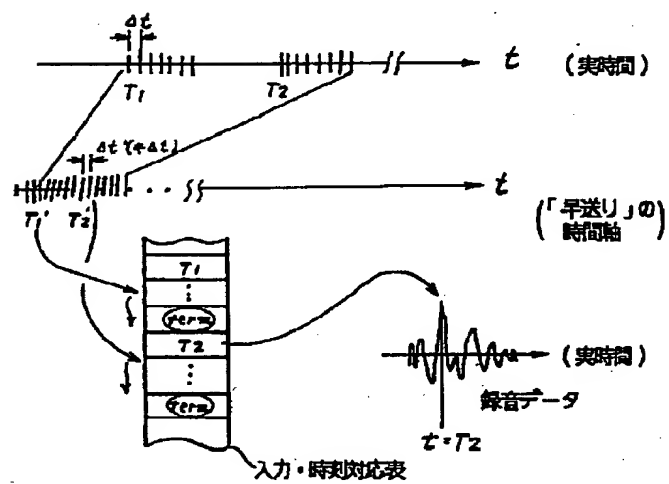 Δt
t (実時間)
T1 T2
Δt'(≠Δt)
t
T1' T2'
(「早送り」の
時間軸)
T1
⋮
term
T2
⋮
term
(実時間)
録音データ
t=T2
入力・時刻対応表